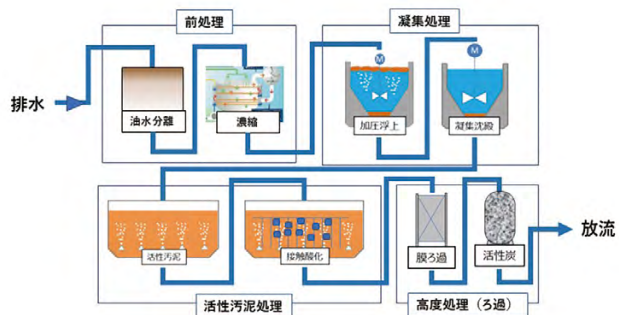 前処理
凝集処理
排水
油水分離
濃縮
M
加圧浮上
M
凝集沈殿
活性汚泥
接触酸化
膜ろ過
活性炭
放流
活性汚泥処理
高度処理（ろ過）